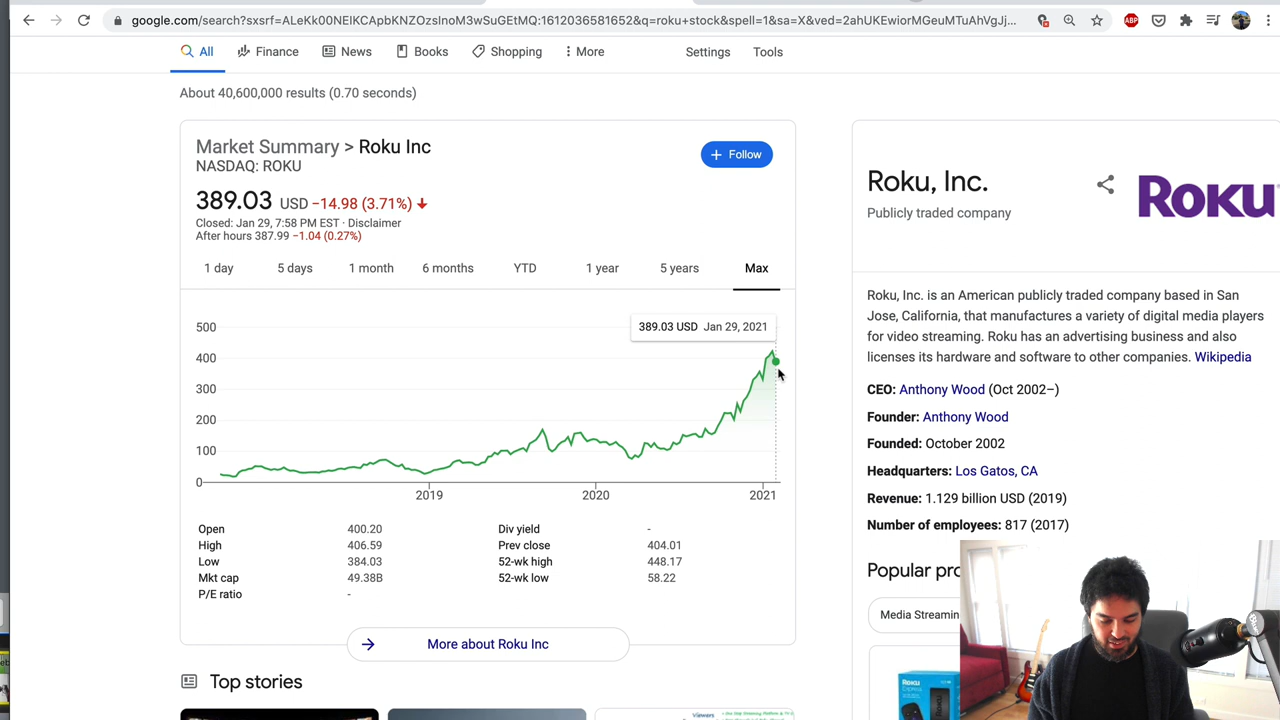 google.com/search?sxsrf=ALeKk00NEIKCApbKNZOzslnoM3wSuGEtMQ:1612036581652&q=roku+stock&spell=1&sa=X&ved=2ahUKEwiorMGeuMTuAhVgJj...
ABP
All
Finance
News
Books
Shopping
More
Settings
Tools
About 40,600,000 results (0.70 seconds)
Market Summary > Roku Inc
NASDAQ: ROKU
+ Follow
389.03 USD −14.98 (3.71%)
Closed: Jan 29, 7:58 PM EST · Disclaimer
After hours 387.99 −1.04 (0.27%)
1 day
5 days
1 month
6 months
YTD
1 year
5 years
Max
389.03 USD Jan 29, 2021
500
400
300
200
100
0
2019
2020
2021
Open 400.20
High 406.59
Low 384.03
Mkt cap 49.38B
P/E ratio -
Div yield -
Prev close 404.01
52-wk high 448.17
52-wk low 58.22
More about Roku Inc
Top stories
Viewers
Roku, Inc.
Publicly traded company
ROKU
Roku, Inc. is an American publicly traded company based in San
Jose, California, that manufactures a variety of digital media players
for video streaming. Roku has an advertising business and also
licenses its hardware and software to other companies. Wikipedia
CEO: Anthony Wood (Oct 2002–)
Founder: Anthony Wood
Founded: October 2002
Headquarters: Los Gatos, CA
Revenue: 1.129 billion USD (2019)
Number of employees: 817 (2017)
Popular pro
Media Streamin
Roku